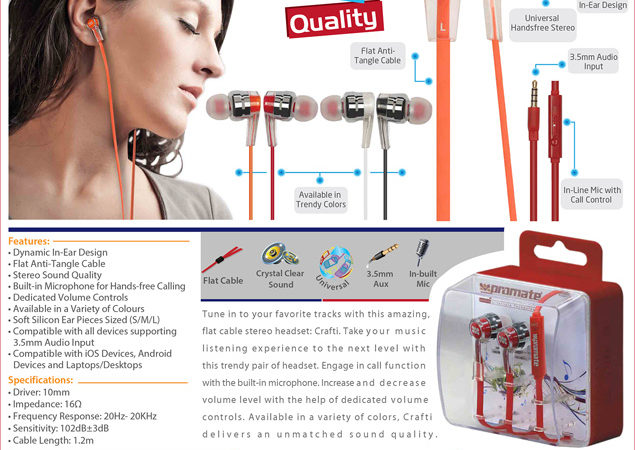 Quality
In-Ear Design
Universal
Handsfree Stereo
Flat Anti-
Tangle Cable
3.5mm Audio
Input
L
Available in
Trendy Colors
In-Line Mic with
Call Control
Features:
• Dynamic In-Ear Design
• Flat Anti-Tangle Cable
• Stereo Sound Quality
• Built-in Microphone for Hands-free Calling
• Dedicated Volume Controls
• Available in a Variety of Colours
• Soft Silicon Ear Pieces Sized (S/M/L)
• Compatible with all devices supporting
3.5mm Audio Input
• Compatible with iOS Devices, Android
Devices and Laptops/Desktops
Specifications:
• Driver: 10mm
• Impedance: 16Ω
• Frequency Response: 20Hz- 20KHz
• Sensitivity: 102dB±3dB
• Cable Length: 1.2m
Flat Cable
Crystal Clear
Sound
Universal
3.5mm
Aux
In-built
Mic
Tune in to your favorite tracks with this amazing,
flat cable stereo headset: Crafti. Take your music
listening experience to the next level with
this trendy pair of headset. Engage in call function
with the built-in microphone. Increase and decrease
volume level with the help of dedicated volume
controls. Available in a variety of colors, Crafti
delivers an unmatched sound quality.
promate
promate